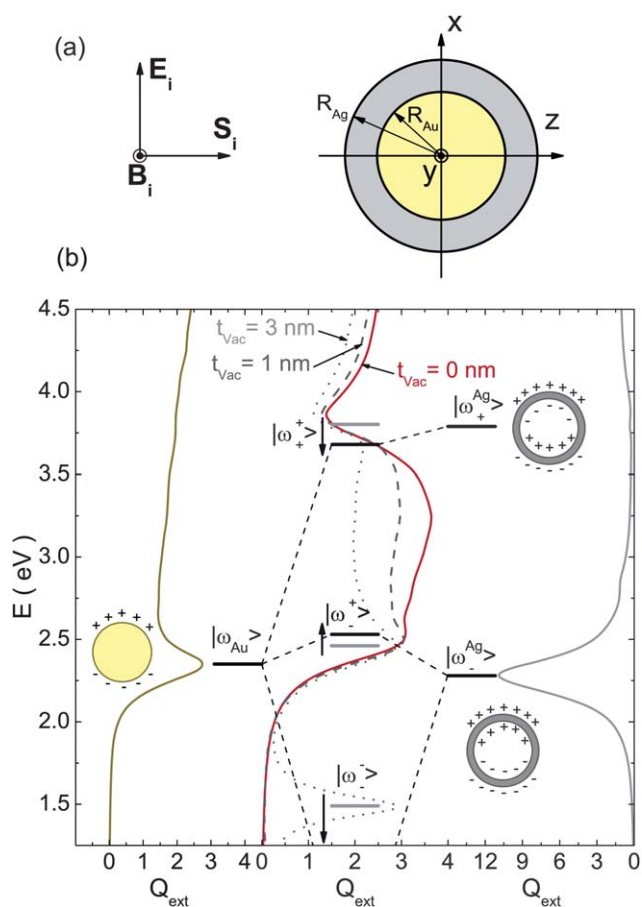 (a)
x
E_i
S_i
B_i
R_Ag
R_Au
z
y
(b)
4.5
4.0
3.5
3.0
2.5
2.0
1.5
E ( eV)
t_Vac = 3 nm
t_Vac = 1 nm
t_Vac = 0 nm
|ω_+^+>
|ω_+^Ag>
+ + + + + + +
- - - -
+ + + + +
- - - - -
+ + + + +
- - - - -
|ω_Au>
|ω_-^+>
|ω_-^Ag>
+ + + + + + +
+ + + + +
- - - -
- - - - -
|ω_-^->
0 1 2 3 4 0 1 2 3 4 12 9 6 3 0
Q_ext Q_ext Q_ext